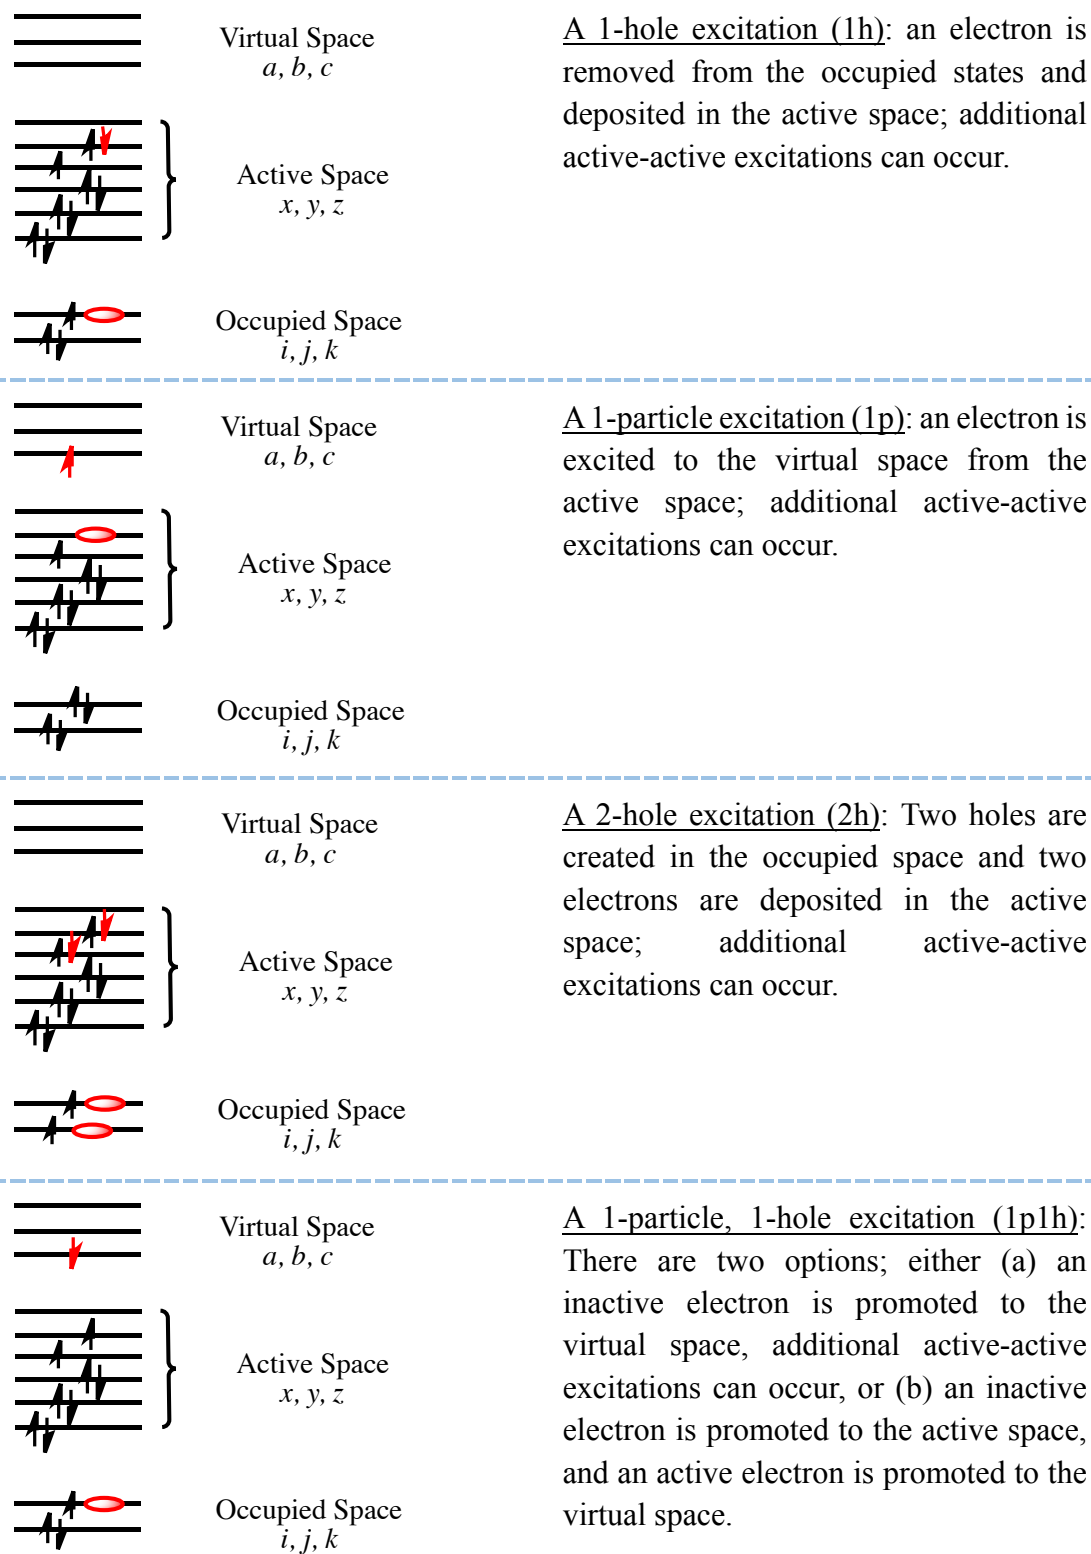 Virtual Space
a, b, c
Active Space
x, y, z
Occupied Space
i, j, k
A 1-hole excitation (1h): an electron is
removed from the occupied states and
deposited in the active space; additional
active-active excitations can occur.
Virtual Space
a, b, c
Active Space
x, y, z
Occupied Space
i, j, k
A 1-particle excitation (1p): an electron is
excited to the virtual space from the
active space; additional active-active
excitations can occur.
Virtual Space
a, b, c
Active Space
x, y, z
Occupied Space
i, j, k
A 2-hole excitation (2h): Two holes are
created in the occupied space and two
electrons are deposited in the active
space; additional active-active
excitations can occur.
Virtual Space
a, b, c
Active Space
x, y, z
Occupied Space
i, j, k
A 1-particle, 1-hole excitation (1p1h):
There are two options; either (a) an
inactive electron is promoted to the
virtual space, additional active-active
excitations can occur, or (b) an inactive
electron is promoted to the active space,
and an active electron is promoted to the
virtual space.